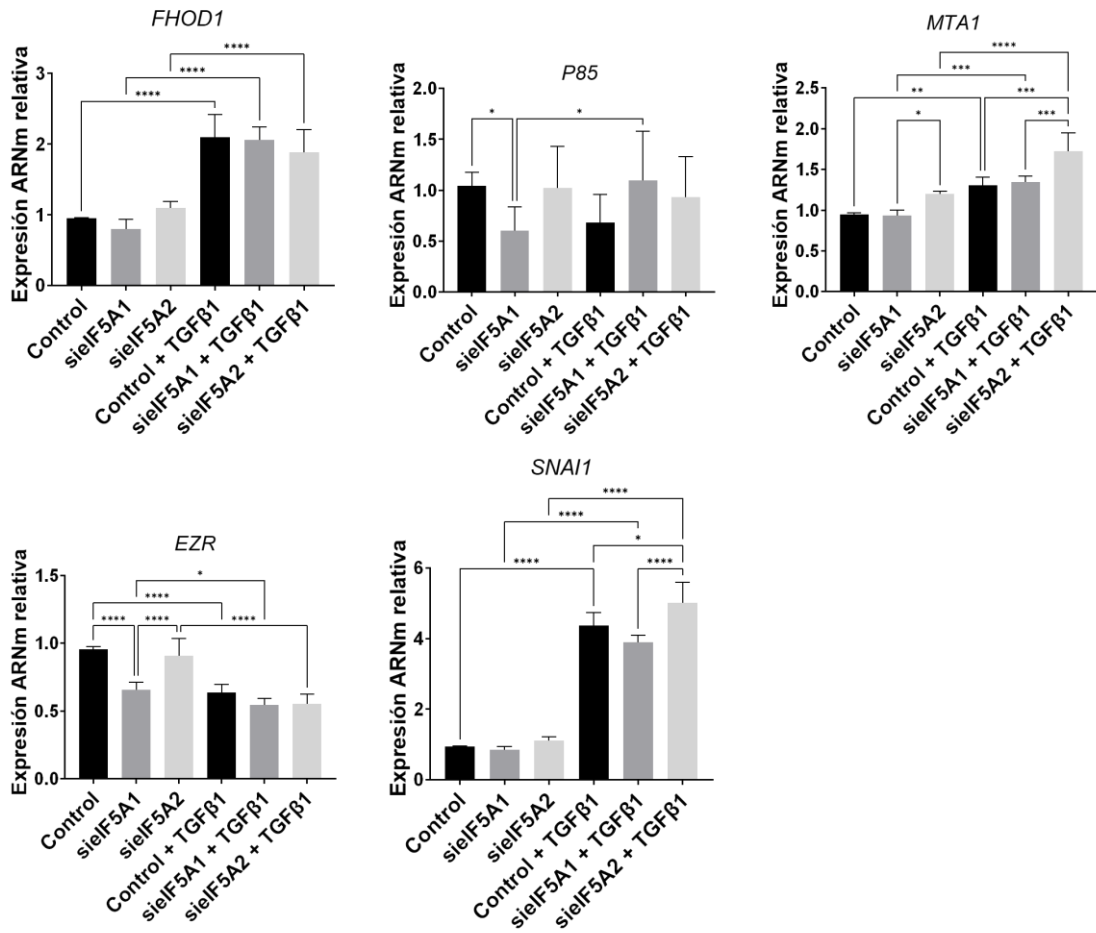 FHOD1
****
****
****
Expresión ARNm relativa
3
2
1
0
Control
sieIF5A1
sieIF5A2
Control + TGFβ1
sieIF5A1 + TGFβ1
sieIF5A2 + TGFβ1
P85
*
*
Expresión ARNm relativa
2.0
1.5
1.0
0.5
0.0
Control
sieIF5A1
sieIF5A2
Control + TGFβ1
sieIF5A1 + TGFβ1
sieIF5A2 + TGFβ1
MTA1
****
***
**
***
*
***
Expresión ARNm relativa
2.5
2.0
1.5
1.0
0.5
0.0
Control
sieIF5A1
sieIF5A2
Control + TGFβ1
sieIF5A1 + TGFβ1
sieIF5A2 + TGFβ1
EZR
*
****
****
****
****
Expresión ARNm relativa
1.5
1.0
0.5
0.0
Control
sieIF5A1
sieIF5A2
Control + TGFβ1
sieIF5A1 + TGFβ1
sieIF5A2 + TGFβ1
SNAI1
****
****
*
****
****
Expresión ARNm relativa
6
4
2
0
Control
sieIF5A1
sieIF5A2
Control + TGFβ1
sieIF5A1 + TGFβ1
sieIF5A2 + TGFβ1